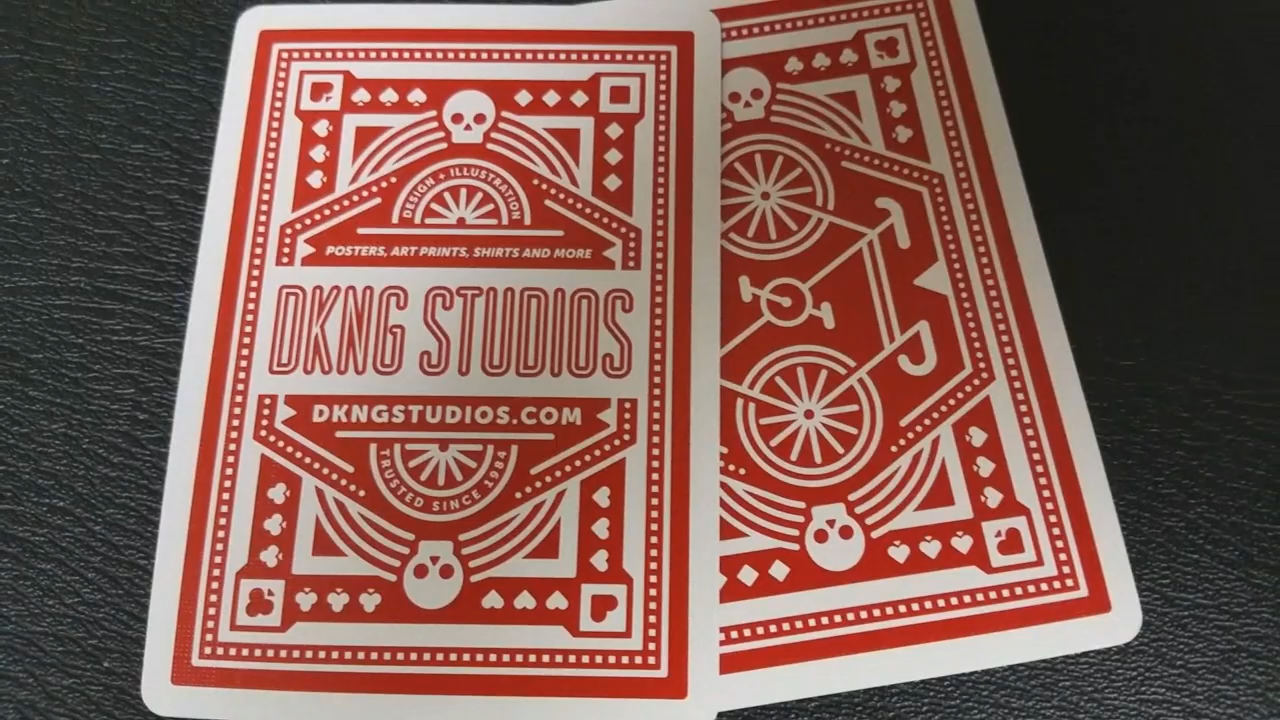 DESIGN + ILLUSTRATION
POSTERS, ART PRINTS, SHIRTS AND MORE
DKNG STUDIOS
DKNGSTUDIOS.COM
TRUSTED SINCE 1984